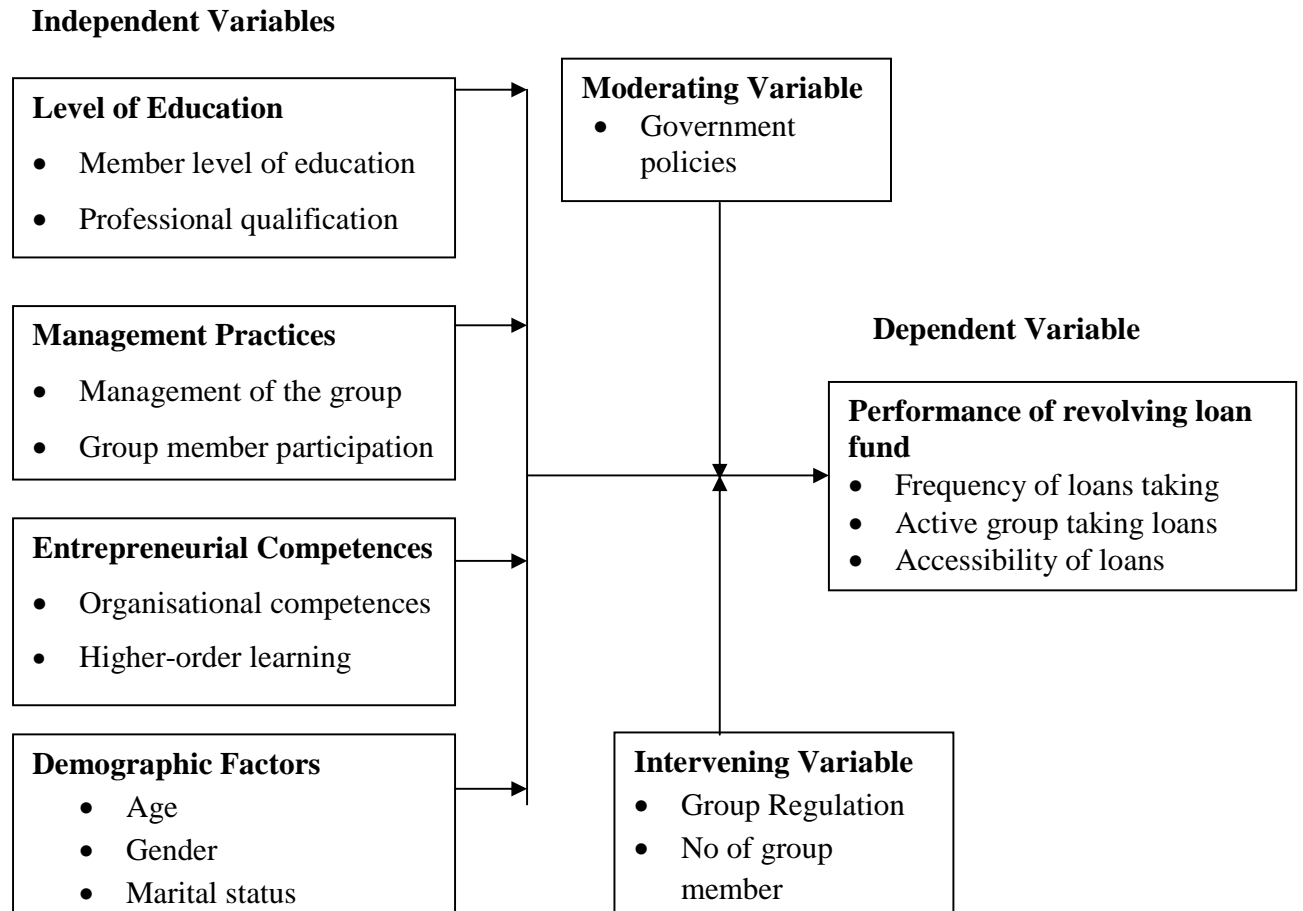 Independent Variables
Level of Education
• Member level of education
• Professional qualification
Management Practices
• Management of the group
• Group member participation
Entrepreneurial Competences
• Organisational competences
• Higher-order learning
Demographic Factors
• Age
• Gender
• Marital status
Moderating Variable
• Government
policies
Intervening Variable
• Group Regulation
• No of group
member
Dependent Variable
Performance of revolving loan
fund
• Frequency of loans taking
• Active group taking loans
• Accessibility of loans